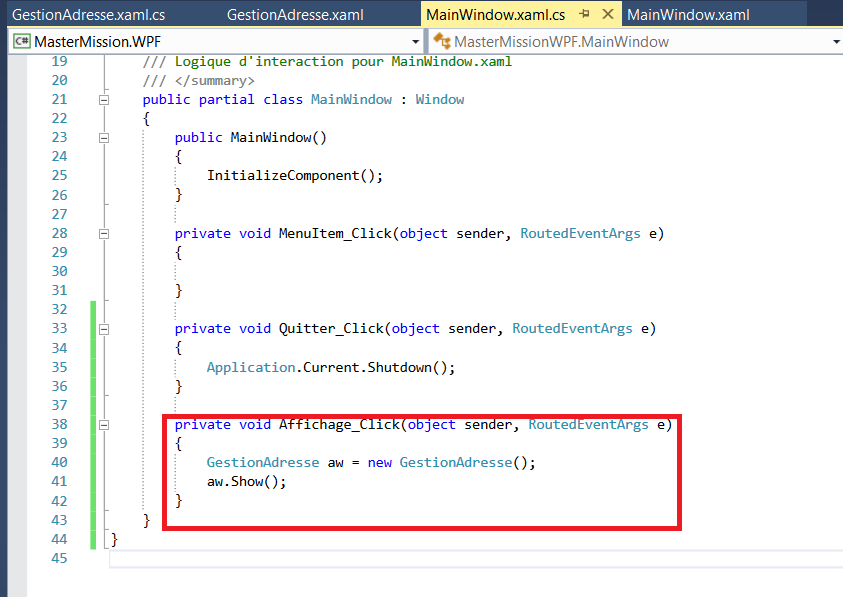 GestionAdresse.xaml.cs GestionAdresse.xaml MainWindow.xaml.cs MainWindow.xaml
C# MasterMission.WPF MasterMissionWPF.MainWindow
19 /// Logique d'interaction pour MainWindow.xaml
20 /// </summary>
21 public partial class MainWindow : Window
22 {
23 public MainWindow()
24 {
25 InitializeComponent();
26 }
27
28 private void MenuItem_Click(object sender, RoutedEventArgs e)
29 {
30
31 }
32
33 private void Quitter_Click(object sender, RoutedEventArgs e)
34 {
35 Application.Current.Shutdown();
36 }
37
38 private void Affichage_Click(object sender, RoutedEventArgs e)
39 {
40 GestionAdresse aw = new GestionAdresse();
41 aw.Show();
42 }
43 }
44 }
45